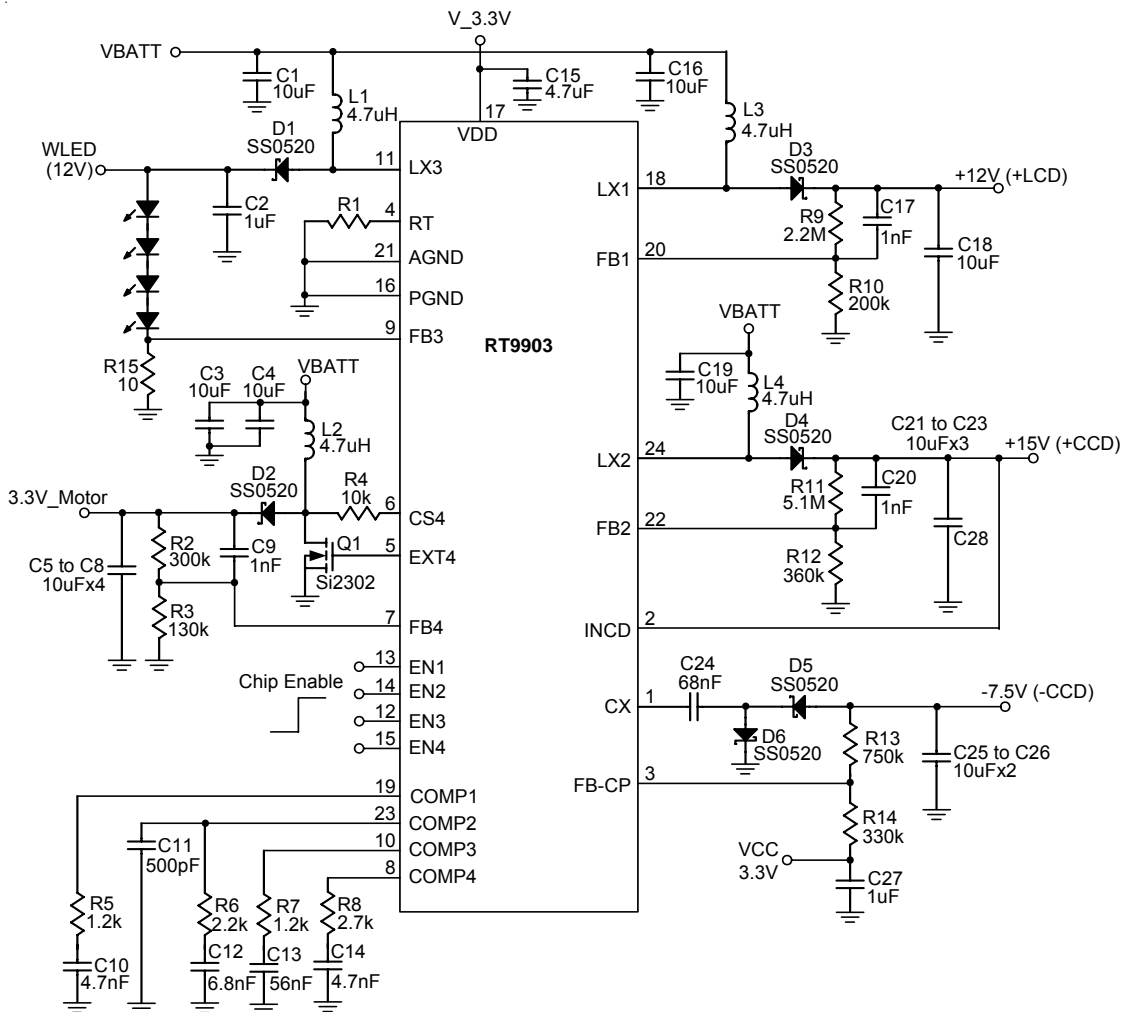 V_3.3V
VBATT
C1
10uF
L1
4.7uH
C15
4.7uF
C16
10uF
L3
4.7uH
17
VDD
WLED
(12V)
D1
SS0520
11
LX3
C2
1uF
R1
4
RT
21
AGND
16
PGND
9
FB3
R15
10
RT9903
18
LX1
D3
SS0520
+12V (+LCD)
R9
2.2M
C17
1nF
C18
10uF
20
FB1
R10
200k
VBATT
C3
10uF
C4
10uF
L2
4.7uH
VBATT
C19
10uF
L4
4.7uH
D4
SS0520
C21 to C23
10uFx3
+15V (+CCD)
24
LX2
R11
5.1M
C20
1nF
22
FB2
R12
360k
C28
2
INCD
3.3V_Motor
D2
SS0520
R4
10k
6
CS4
Q1
Si2302
5
EXT4
C5 to C8
10uFx4
R2
300k
C9
1nF
R3
130k
7
FB4
Chip Enable
13
EN1
14
EN2
12
EN3
15
EN4
C24
68nF
1
CX
D5
SS0520
-7.5V (-CCD)
D6
SS0520
R13
750k
C25 to C26
10uFx2
3
FB-CP
R14
330k
VCC
3.3V
C27
1uF
19
COMP1
23
COMP2
10
COMP3
8
COMP4
C11
500pF
R5
1.2k
R6
2.2k
R7
1.2k
R8
2.7k
C10
4.7nF
C12
6.8nF
C13
56nF
C14
4.7nF